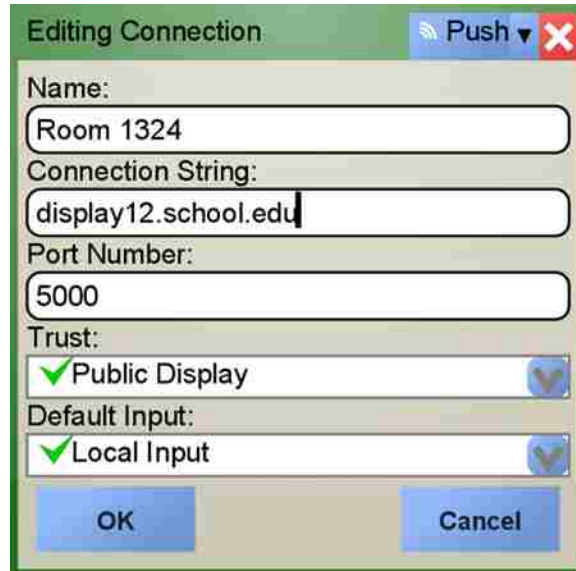 Editing Connection
Push
Name:
Room 1324
Connection String:
display12.school.edu
Port Number:
5000
Trust:
Public Display
Default Input:
Local Input
OK
Cancel